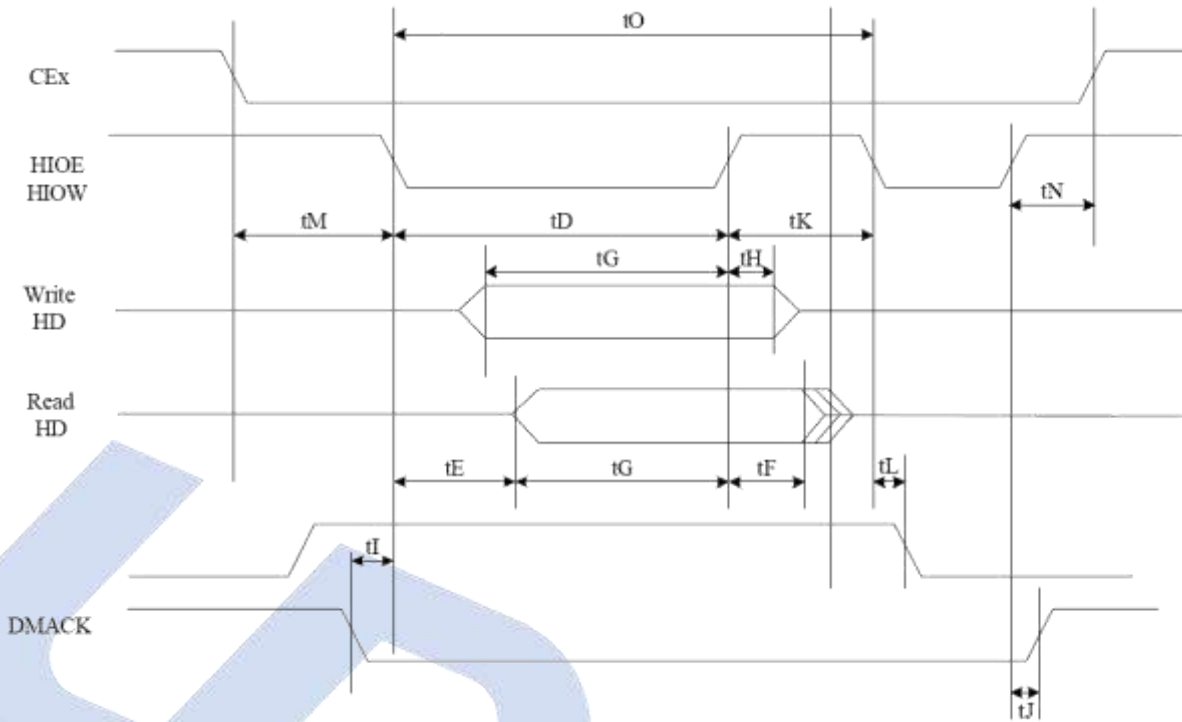 tO
CEx
HIOE
HIOW
tN
tM
tD
tK
tG
tH
Write
HD
Read
HD
tE
tG
tF
tL
tI
DMACK
tJ